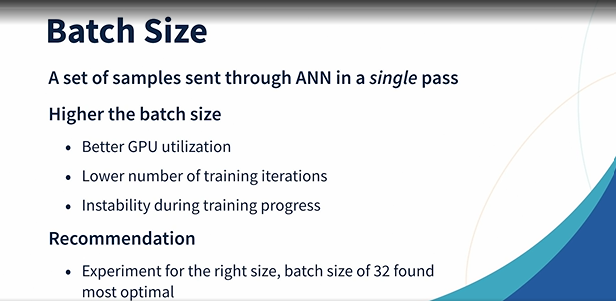 Batch Size
A set of samples sent through ANN in a single pass
Higher the batch size
• Better GPU utilization
• Lower number of training iterations
• Instability during training progress
Recommendation
• Experiment for the right size, batch size of 32 found
most optimal